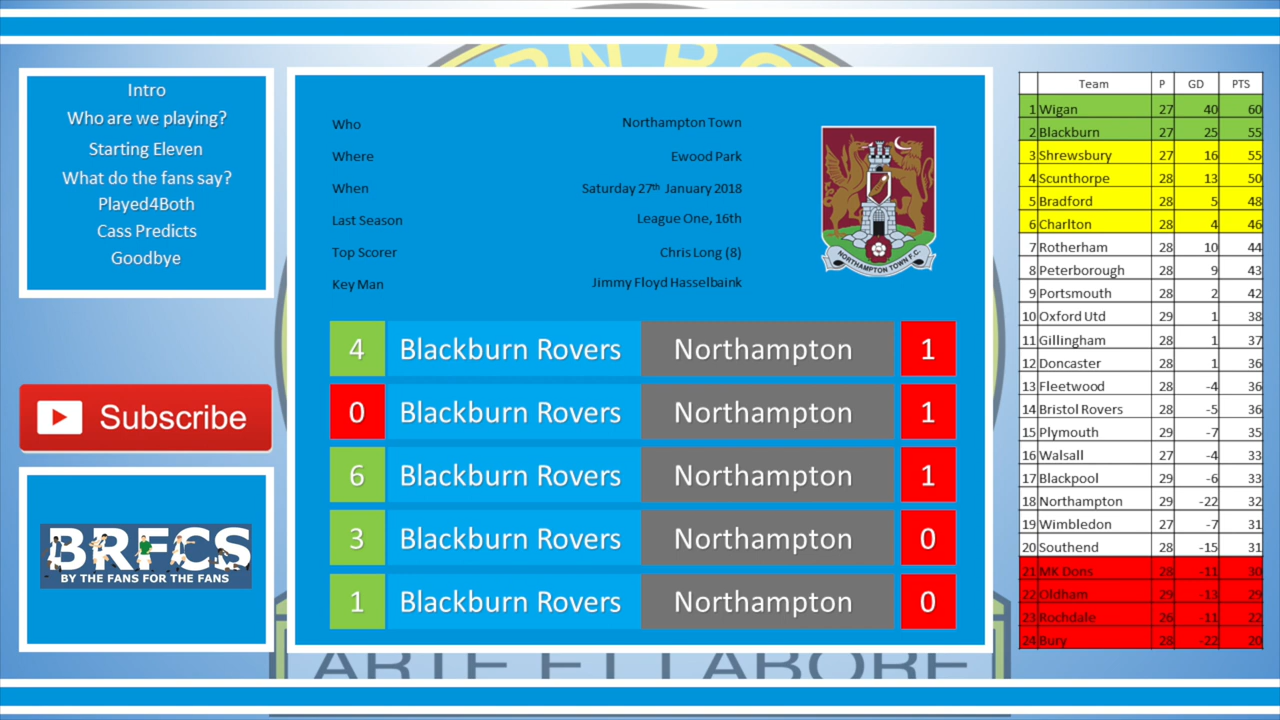 Intro
Who are we playing?
Starting Eleven
What do the fans say?
Played4Both
Cass Predicts
Goodbye
Subscribe
BRFCS
BY THE FANS FOR THE FANS
Who Northampton Town
Where Ewood Park
When Saturday 27th January 2018
Last Season League One, 16th
Top Scorer Chris Long (8)
Key Man Jimmy Floyd Hasselbaink
NORTHAMPTON TOWN F.C.
4 Blackburn Rovers Northampton 1
0 Blackburn Rovers Northampton 1
6 Blackburn Rovers Northampton 1
3 Blackburn Rovers Northampton 0
1 Blackburn Rovers Northampton 0
Team P GD PTS
1 Wigan 27 40 60
2 Blackburn 27 25 55
3 Shrewsbury 27 16 55
4 Scunthorpe 28 13 50
5 Bradford 28 5 48
6 Charlton 28 4 46
7 Rotherham 28 10 44
8 Peterborough 28 9 43
9 Portsmouth 28 2 42
10 Oxford Utd 29 1 38
11 Gillingham 28 1 37
12 Doncaster 28 1 36
13 Fleetwood 28 -4 36
14 Bristol Rovers 28 -5 36
15 Plymouth 29 -7 35
16 Walsall 27 -4 33
17 Blackpool 29 -6 33
18 Northampton 29 -22 32
19 Wimbledon 27 -7 31
20 Southend 28 -15 31
21 MK Dons 28 -11 30
22 Oldham 29 -13 29
23 Rochdale 26 -11 22
24 Bury 28 -22 20
ARTE ET LABORE